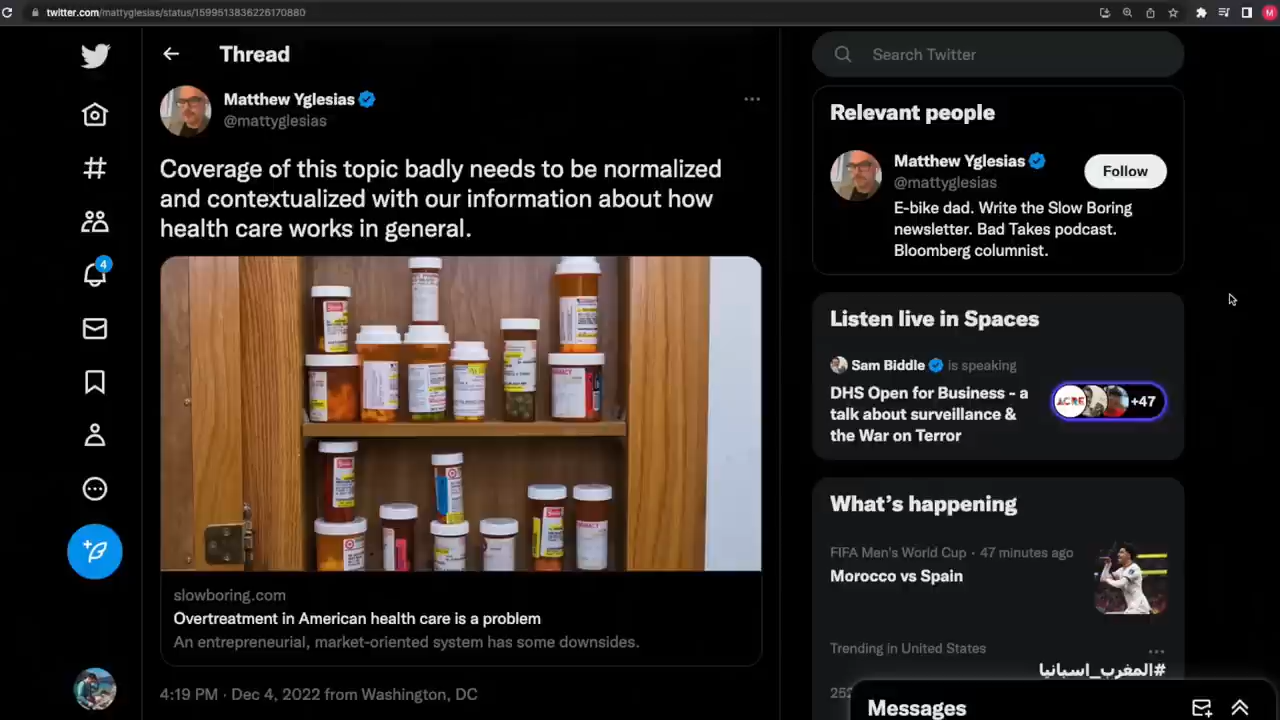 twitter.com/mattyglesias/status/1599513836226170880
M
Thread
Search Twitter
Matthew Yglesias
@mattyglesias
Coverage of this topic badly needs to be normalized
and contextualized with our information about how
health care works in general.
slowboring.com
Overtreatment in American health care is a problem
An entrepreneurial, market-oriented system has some downsides.
4:19 PM · Dec 4, 2022 from Washington, DC
4
Relevant people
Matthew Yglesias
@mattyglesias
Follow
E-bike dad. Write the Slow Boring
newsletter. Bad Takes podcast.
Bloomberg columnist.
Listen live in Spaces
Sam Biddle is speaking
DHS Open for Business - a
talk about surveillance &
the War on Terror
ACRE
+47
What's happening
FIFA Men's World Cup · 47 minutes ago
Morocco vs Spain
Trending in United States
#المغرب_اسبانيا
Messages